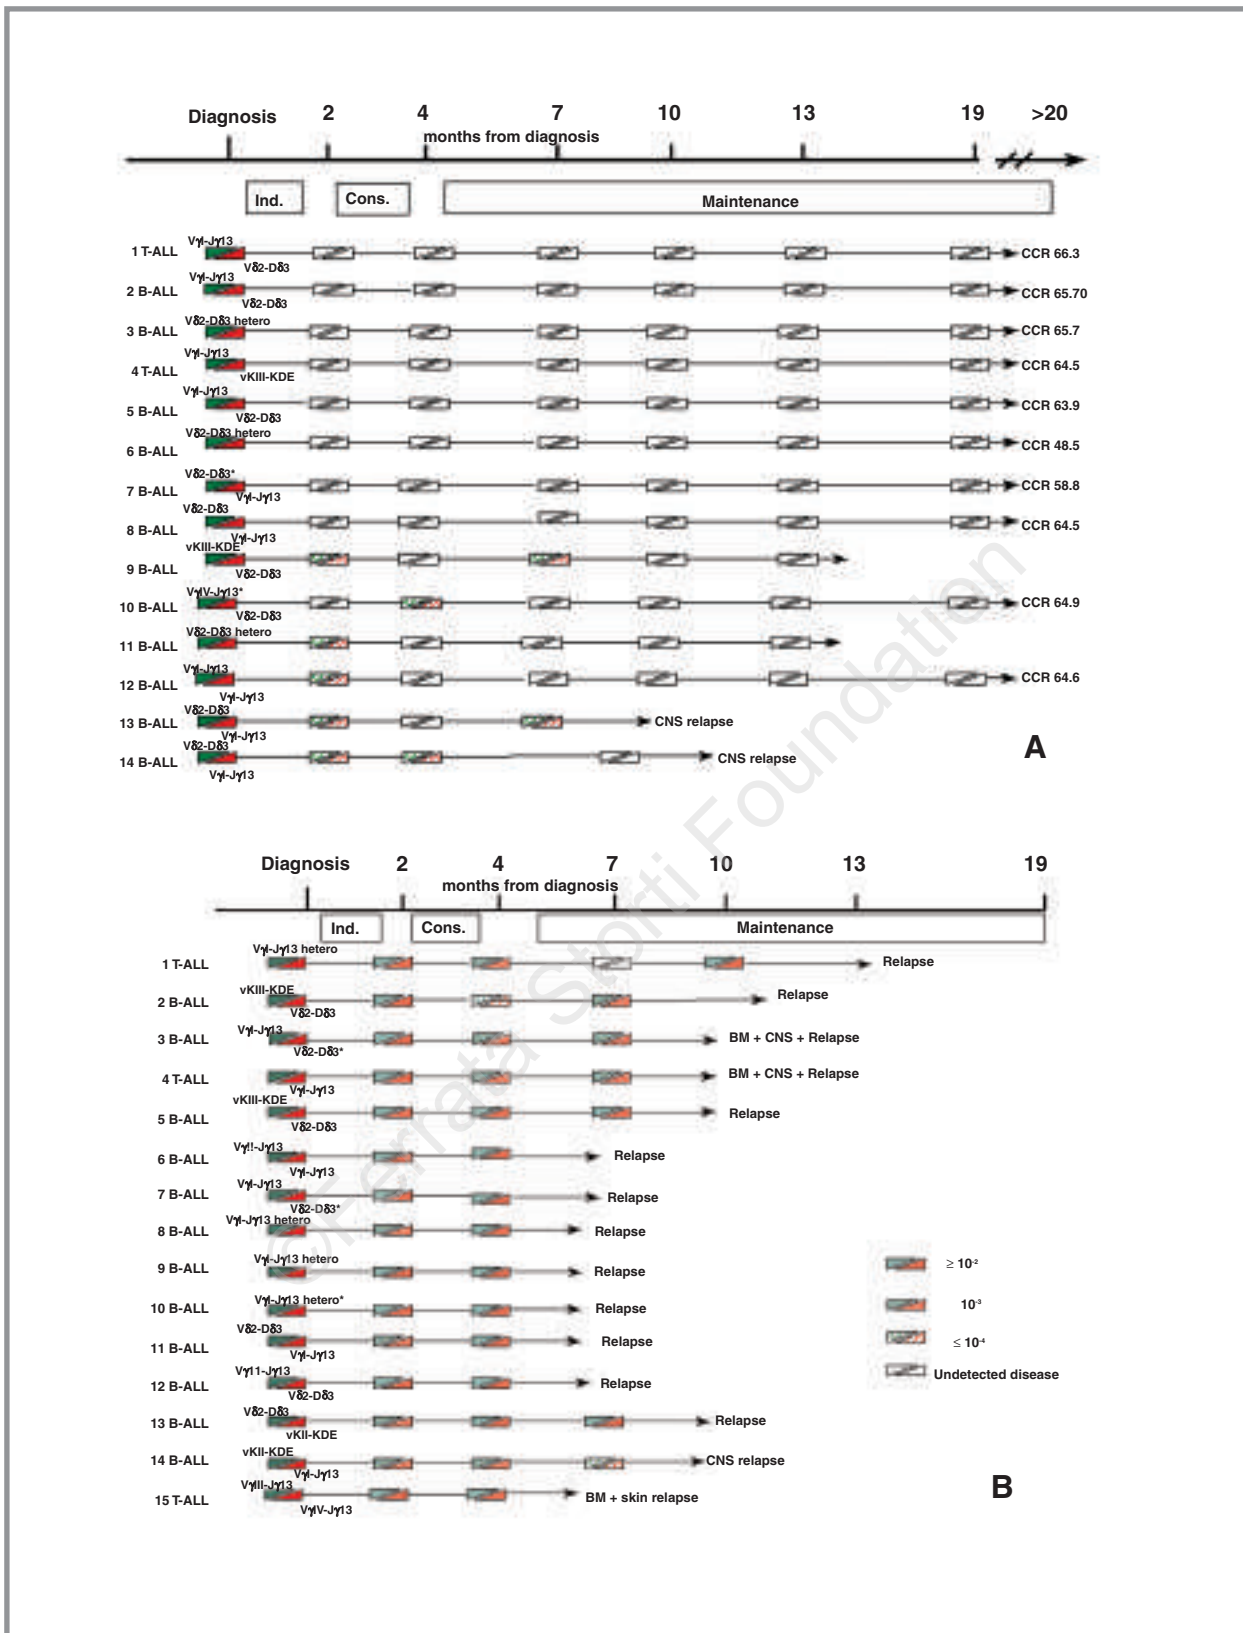 Diagnosis 2 4 7 10 13 19 >20
months from diagnosis
Ind. Cons. Maintenance
Vγl-Jγ13
1 T-ALL CCR 66.3
Vδ2-Dδ3
Vγl-Jγ13
2 B-ALL CCR 65.70
Vδ2-Dδ3
Vδ2-Dδ3 hetero
3 B-ALL CCR 65.7
Vγl-Jγ13
4 T-ALL CCR 64.5
vKIII-KDE
Vγl-Jγ13
5 B-ALL CCR 63.9
Vδ2-Dδ3
Vδ2-Dδ3 hetero
6 B-ALL CCR 48.5
Vδ2-Dδ3*
7 B-ALL CCR 58.8
Vγl-Jγ13
Vδ2-Dδ3
8 B-ALL CCR 64.5
Vγl-Jγ13
vKIII-KDE
9 B-ALL
Vδ2-Dδ3
VγIV-Jγ13*
10 B-ALL CCR 64.9
Vδ2-Dδ3
Vδ2-Dδ3 hetero
11 B-ALL
Vγl-Jγ13
12 B-ALL CCR 64.6
Vγl-Jγ13
Vδ2-Dδ3
13 B-ALL CNS relapse
Vγl-Jγ13
Vδ2-Dδ3
14 B-ALL CNS relapse
Vγl-Jγ13
A
Diagnosis 2 4 7 10 13 19
months from diagnosis
Ind. Cons. Maintenance
Vγl-Jγ13 hetero
1 T-ALL Relapse
vKIII-KDE
2 B-ALL Relapse
Vδ2-Dδ3
Vγl-Jγ13
3 B-ALL BM + CNS + Relapse
Vδ2-Dδ3*
4 T-ALL BM + CNS + Relapse
Vγl-Jγ13
vKIII-KDE
5 B-ALL Relapse
Vδ2-Dδ3
Vγ!!-Jγ13
6 B-ALL Relapse
Vγl-Jγ13
Vγl-Jγ13
7 B-ALL Relapse
Vδ2-Dδ3*
Vγl-Jγ13 hetero
8 B-ALL Relapse
Vγl-Jγ13 hetero
9 B-ALL Relapse
Vγl-Jγ13 hetero*
10 B-ALL Relapse
Vδ2-Dδ3
11 B-ALL Relapse
Vγl-Jγ13
Vγ11-Jγ13
12 B-ALL Relapse
Vδ2-Dδ3
Vδ2-Dδ3
13 B-ALL Relapse
vKII-KDE
vKII-KDE
14 B-ALL CNS relapse
Vγl-Jγ13
VγIII-Jγ13
15 T-ALL BM + skin relapse
VγIV-Jγ13
≥ 10⁻²
10⁻³
≤ 10⁻⁴
Undetected disease
B
©Ferrata Storti Foundation